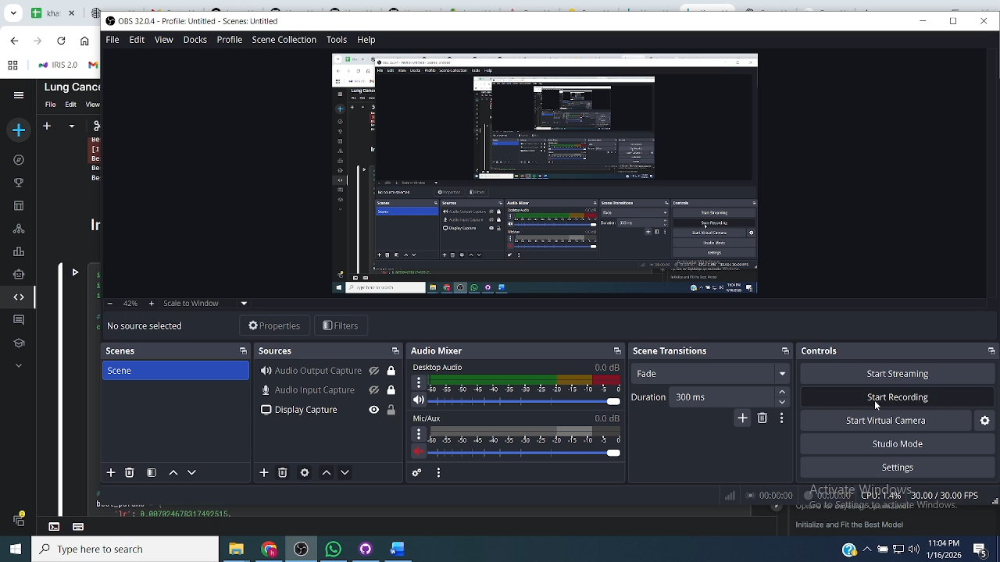 OBS 32.0.4 - Profile: Untitled - Scenes: Untitled
File Edit View Docks Profile Scene Collection Tools Help
IRIS 2.0
Lung Canc
File Edit View
42% Scale to Window
No source selected Properties Filters
Scenes
Scene
Sources
Audio Output Capture
Audio Input Capture
Display Capture
Audio Mixer
Desktop Audio 0.0 dB
-60 -55 -50 -45 -40 -35 -30 -25 -20 -15 -10 -5 0
Mic/Aux 0.0 dB
-60 -55 -50 -45 -40 -35 -30 -25 -20 -15 -10 -5 0
Scene Transitions
Fade
Duration 300 ms
Controls
Start Streaming
Start Recording
Start Virtual Camera
Studio Mode
Settings
00:00:00 00:00:00 CPU: 1.4% 30.00 / 30.00 FPS
Activate Windows
Go to Settings to activate Windows.
'lr': 0.007024678317492515,
Initialize and Fit the Best Model
Type here to search
11:04 PM
1/16/2026